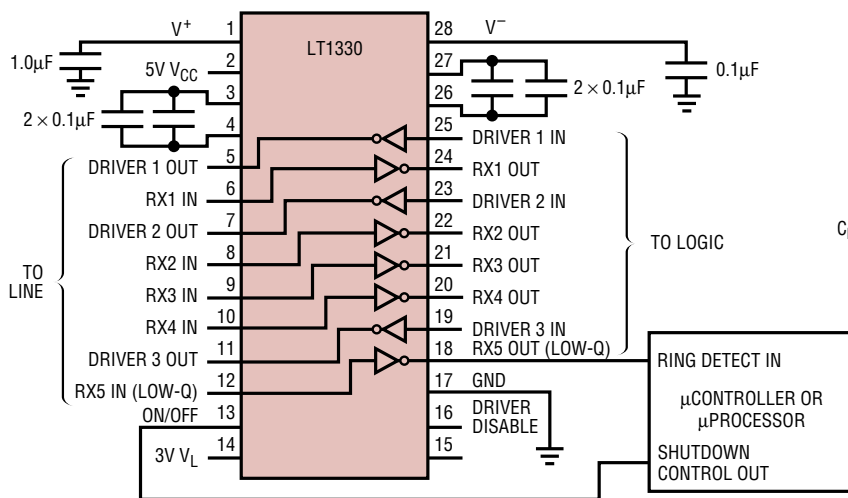 V+
1
LT1330
28
V−
1.0µF
2
27
5V VCC
0.1µF
3
26
2 × 0.1µF
2 × 0.1µF
4
25
DRIVER 1 IN
DRIVER 1 OUT
5
24
RX1 OUT
RX1 IN
6
23
DRIVER 2 IN
DRIVER 2 OUT
7
22
RX2 OUT
RX2 IN
8
21
RX3 OUT
RX3 IN
9
20
RX4 OUT
RX4 IN
10
19
DRIVER 3 IN
DRIVER 3 OUT
11
18
RX5 OUT (LOW-Q)
RX5 IN (LOW-Q)
12
17
GND
ON/OFF
13
16
DRIVER
DISABLE
3V VL
14
15
TO
LINE
TO LOGIC
RING DETECT IN
µCONTROLLER OR
µPROCESSOR
SHUTDOWN
CONTROL OUT